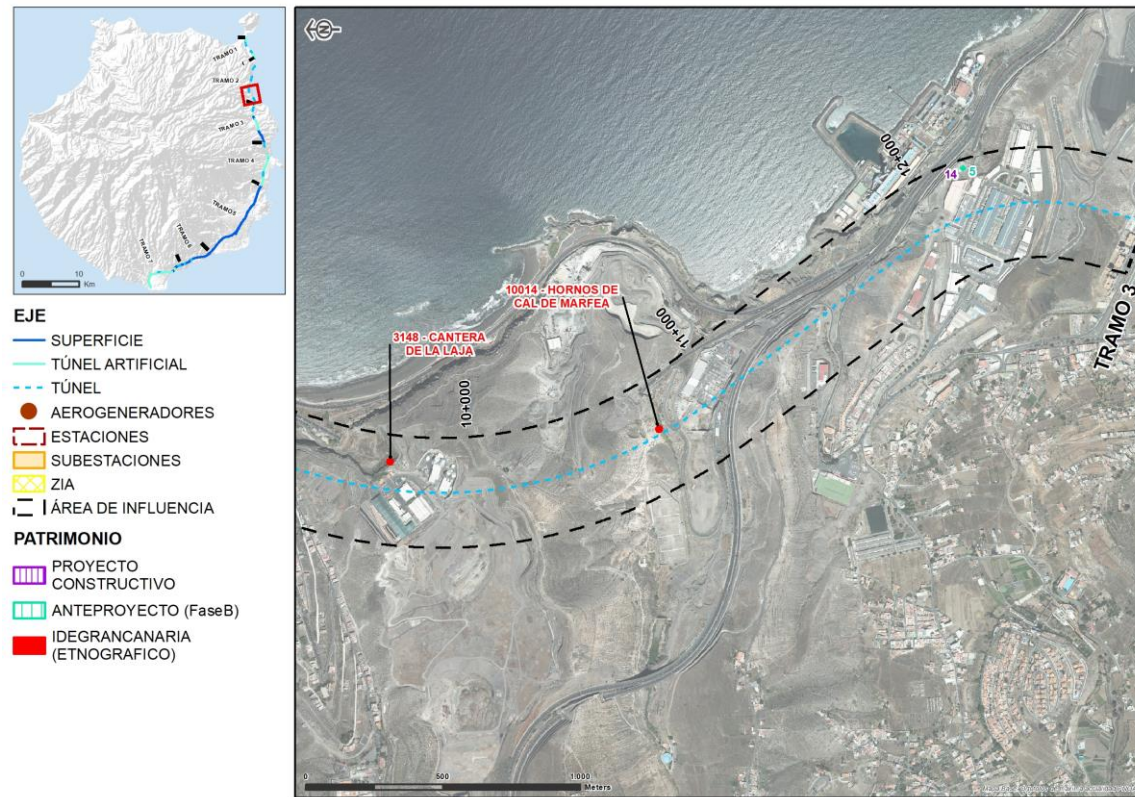 TRAMO 1
TRAMO 2
TRAMO 3
TRAMO 4
TRAMO5
TRAMO 6
TRAMO 7
0 10
Km
EJE
SUPERFICIE
TÚNEL ARTIFICIAL
TÚNEL
AEROGENERADORES
ESTACIONES
SUBESTACIONES
ZIA
ÁREA DE INFLUENCIA
PATRIMONIO
PROYECTO
CONSTRUCTIVO
ANTEPROYECTO (FaseB)
IDEGRANCANARIA
(ETNOGRAFICO)
N
12+000
14 5
10014 - HORNOS DE
CAL DE MARFEA
11+000
3148 - CANTERA
DE LA LAJA
10+000
TRAMO 3
0 500 1.000
Meters